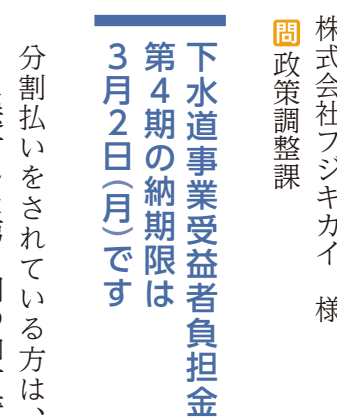 株式会社フジキカイ 様
問 政策調整課
下水道事業受益者負担金
第4期の納期限は
3月2日(月)です
分割払いをされている方は、